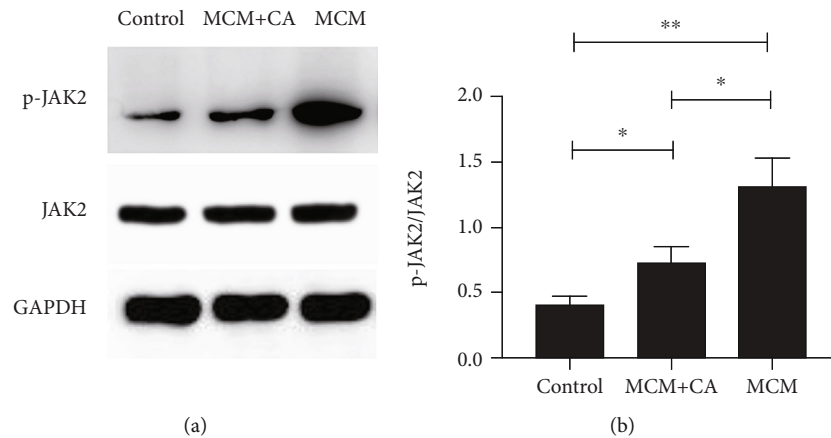 Control MCM+CA MCM
p-JAK2
JAK2
GAPDH
(a)
** 
* *
p-JAK2/JAK2
2.0
1.5
1.0
0.5
0.0
Control MCM+CA MCM
(b)